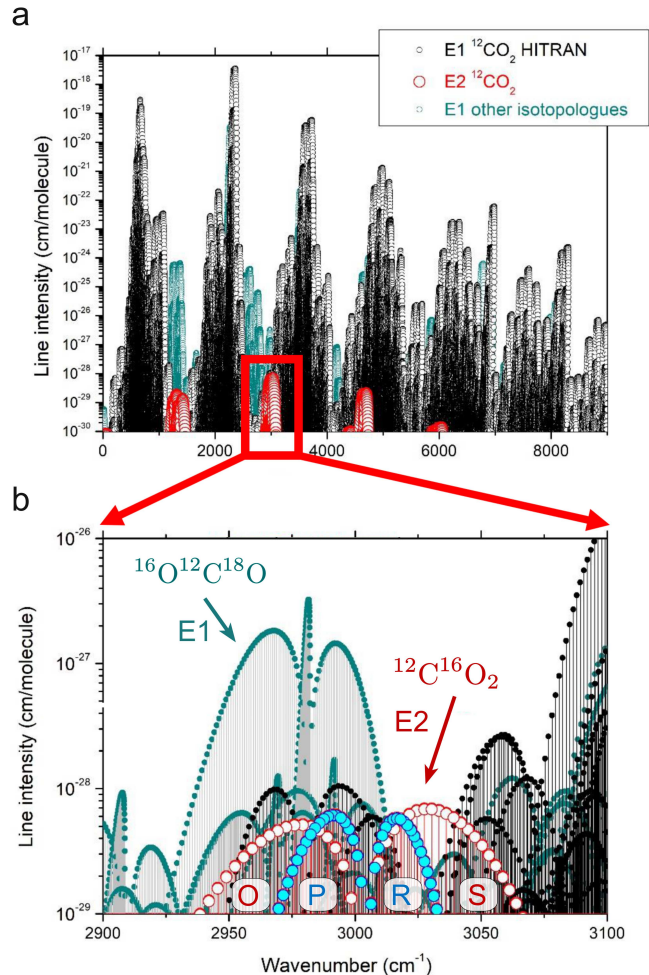 a
E1 ¹²CO₂ HITRAN
E2 ¹²CO₂
E1 other isotopologues
Line intensity (cm/molecule)
10⁻¹⁷
10⁻¹⁸
10⁻¹⁹
10⁻²⁰
10⁻²¹
10⁻²²
10⁻²³
10⁻²⁴
10⁻²⁵
10⁻²⁶
10⁻²⁷
10⁻²⁸
10⁻²⁹
10⁻³⁰
0 2000 4000 6000 8000
b
Line intensity (cm/molecule)
10⁻²⁶
10⁻²⁷
10⁻²⁸
10⁻²⁹
¹⁶O¹²C¹⁸O
E1
¹²C¹⁶O₂
E2
O P R S
2900 2950 3000 3050 3100
Wavenumber (cm⁻¹)